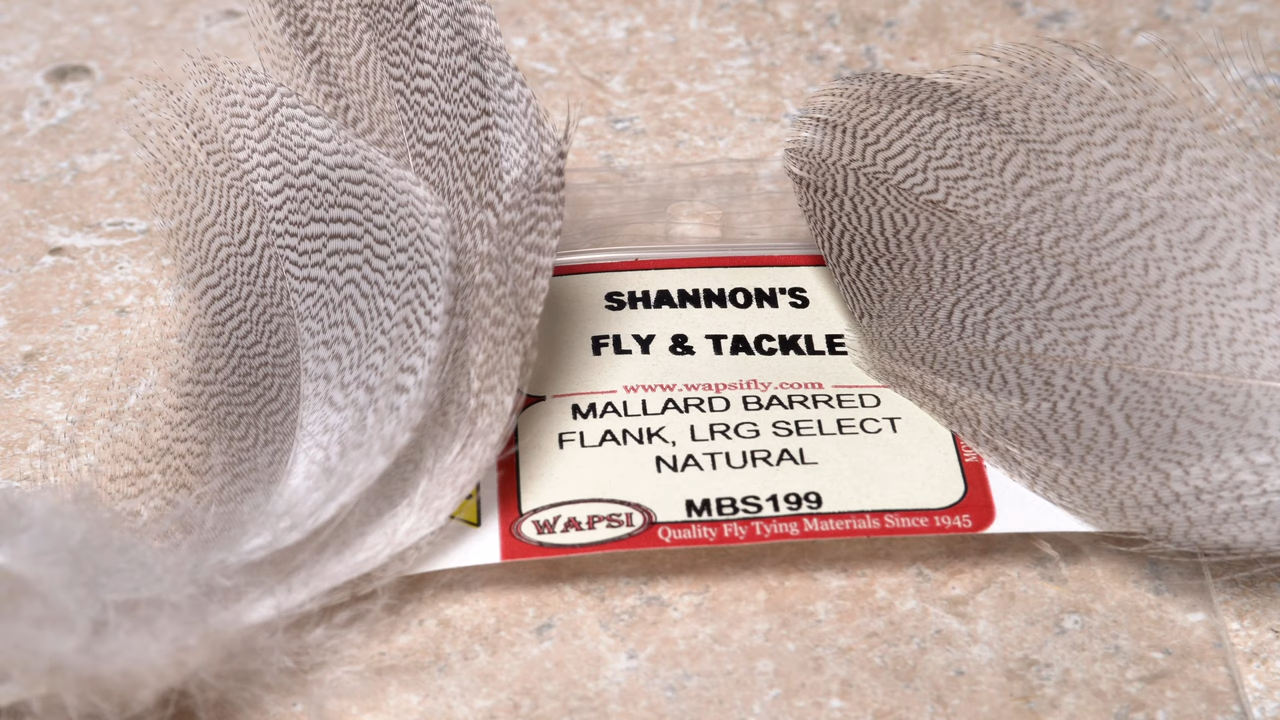 SHANNON'S
FLY & TACKLE
www.wapsifly.com
MALLARD BARRED
FLANK, LRG SELECT
NATURAL
MBS199
WAPSI
Quality Fly Tying Materials Since 1945